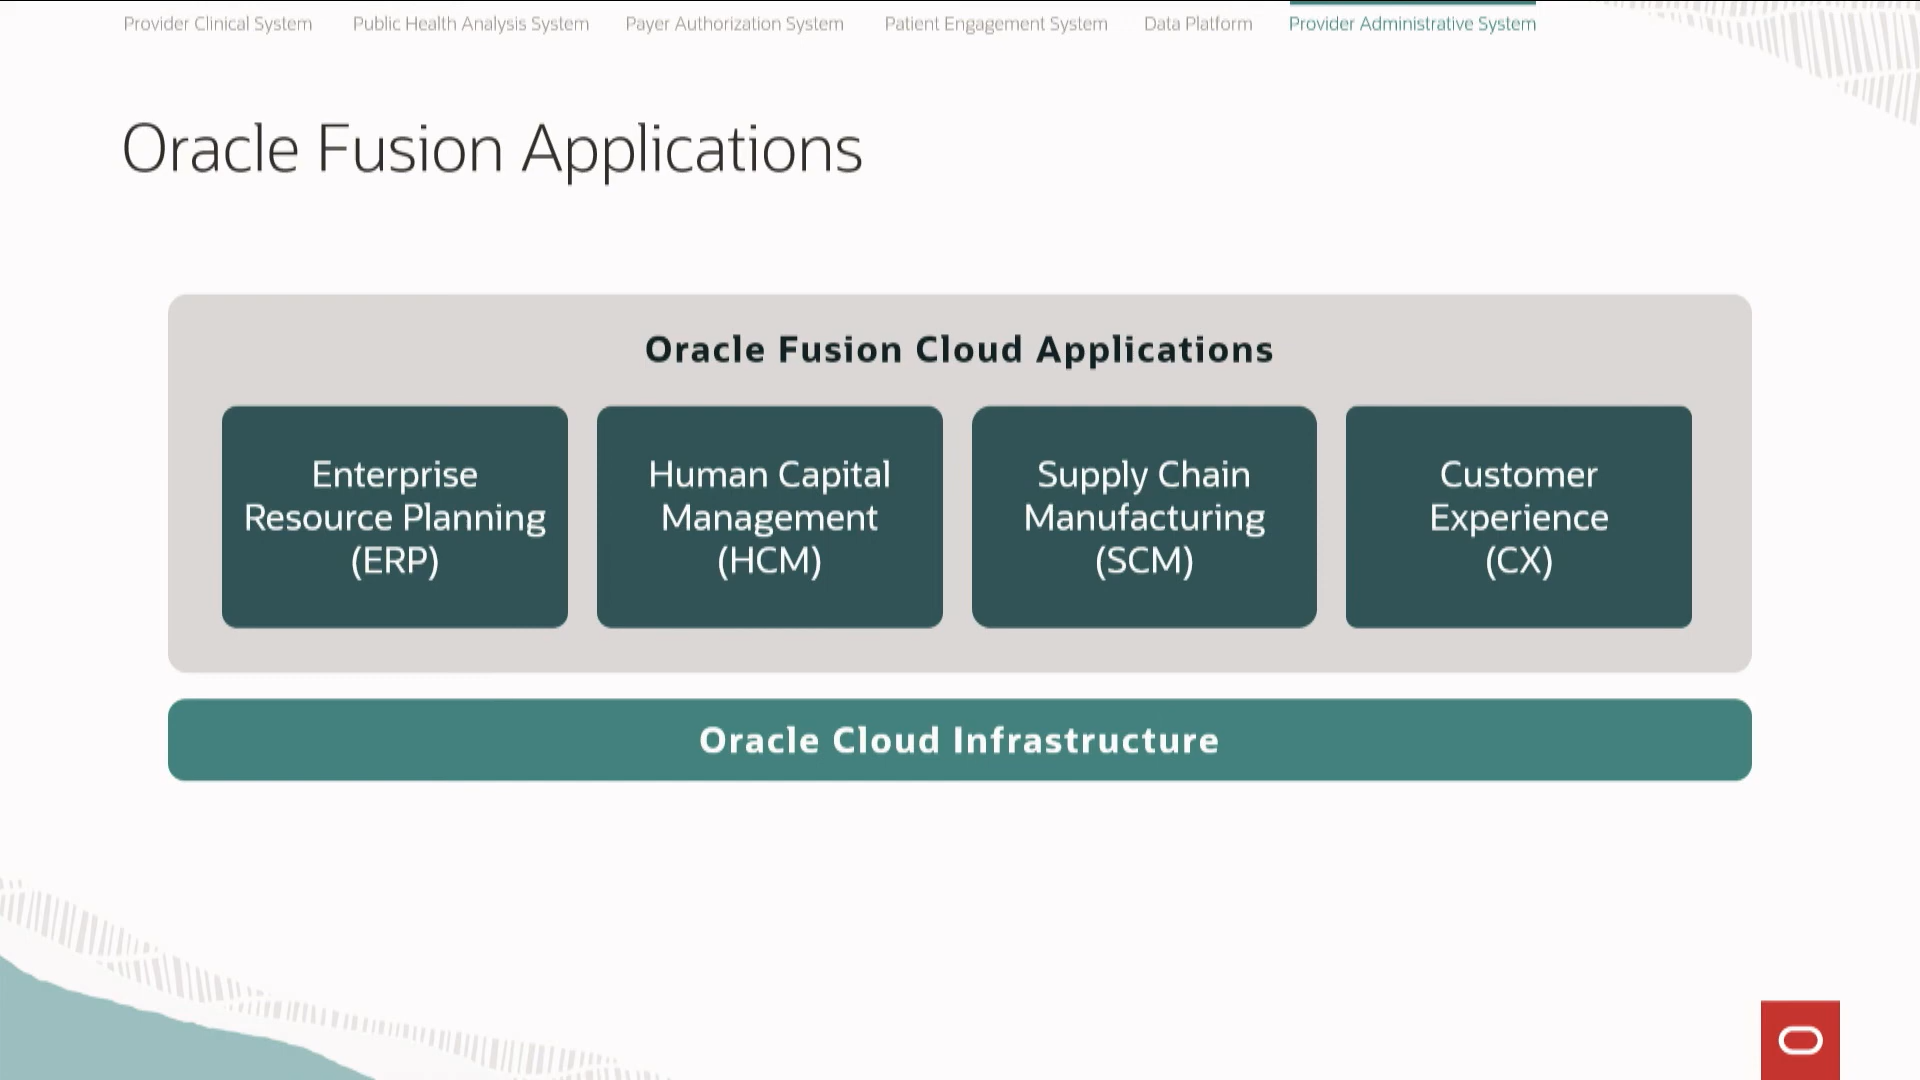 Provider Clinical System Public Health Analysis System Payer Authorization System Patient Engagement System Data Platform Provider Administrative System
Oracle Fusion Applications
Oracle Fusion Cloud Applications
Enterprise
Resource Planning
(ERP)
Human Capital
Management
(HCM)
Supply Chain
Manufacturing
(SCM)
Customer
Experience
(CX)
Oracle Cloud Infrastructure